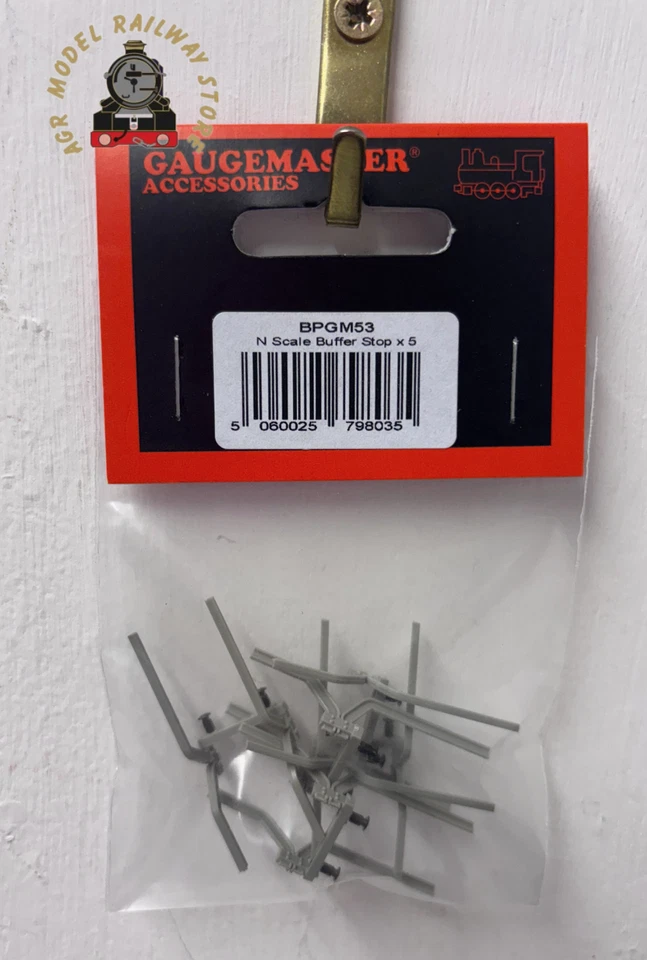 AGR MODEL RAILWAY STORE
GAUGEMASTER®
ACCESSORIES
BPGM53
N Scale Buffer Stop x 5
5 060025 798035